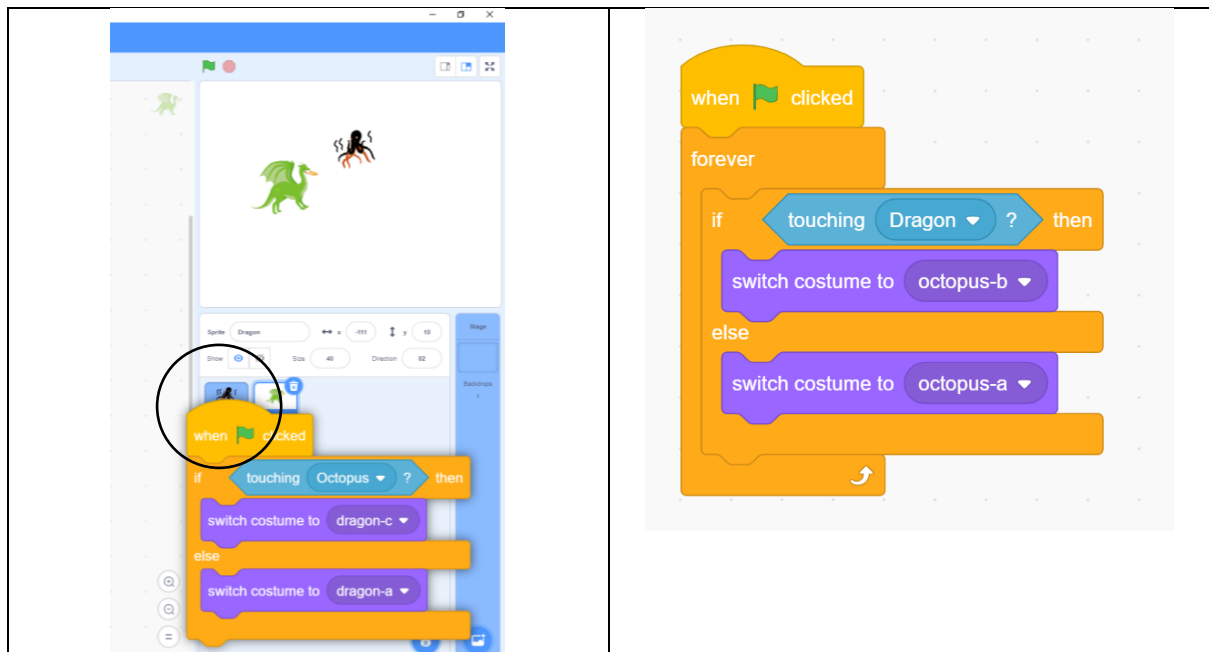 Sprite Dragon x -111 y 10
Show Size 40 Direction 82
Stage
Backdrops
1
when clicked
if touching Octopus ? then
switch costume to dragon-c
else
switch costume to dragon-a
when clicked
forever
if touching Dragon ? then
switch costume to octopus-b
else
switch costume to octopus-a